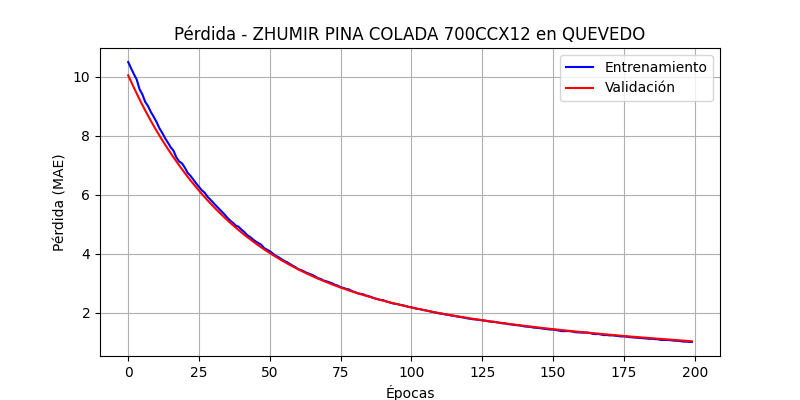 Pérdida - ZHUMIR PINA COLADA 700CCX12 en QUEVEDO
Entrenamiento
Validación
Pérdida (MAE)
10
8
6
4
2
0 25 50 75 100 125 150 175 200
Épocas